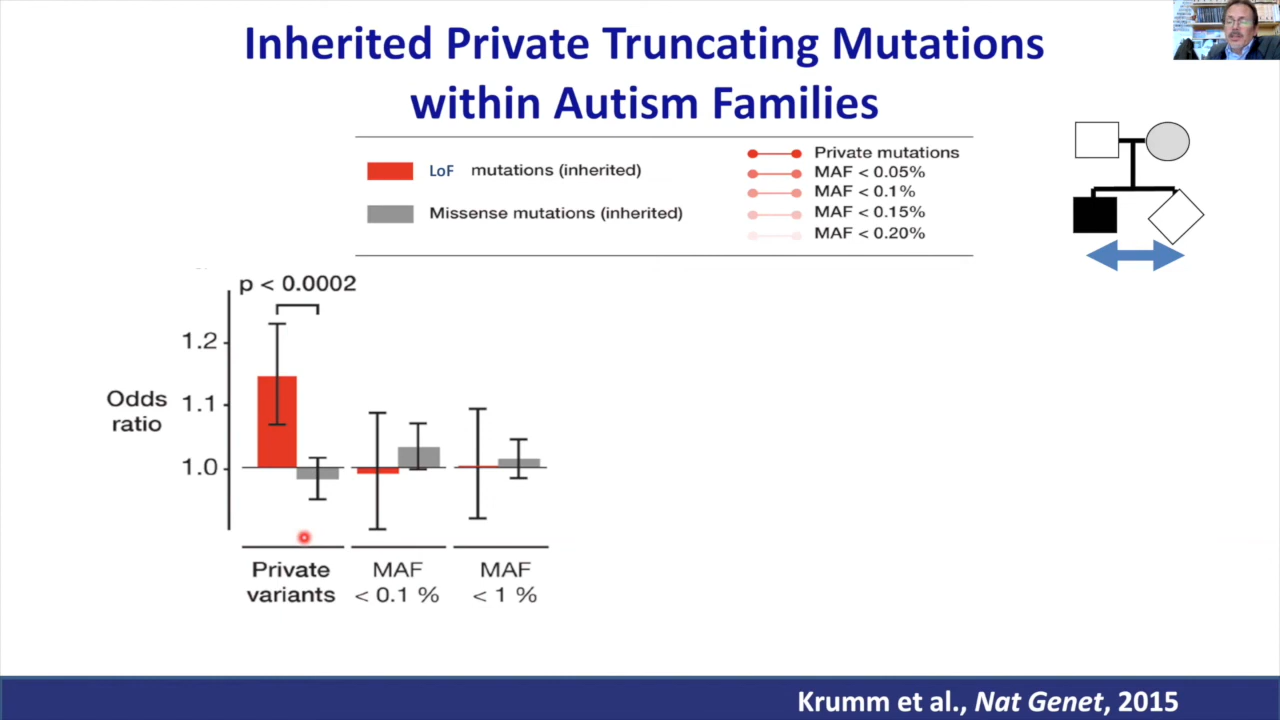 Inherited Private Truncating Mutations
within Autism Families
LoF mutations (inherited)
Missense mutations (inherited)
Private mutations
MAF < 0.05%
MAF < 0.1%
MAF < 0.15%
MAF < 0.20%
p < 0.0002
1.2
1.1
1.0
Odds
ratio
Private
variants
MAF
< 0.1 %
MAF
< 1 %
Krumm et al., Nat Genet, 2015